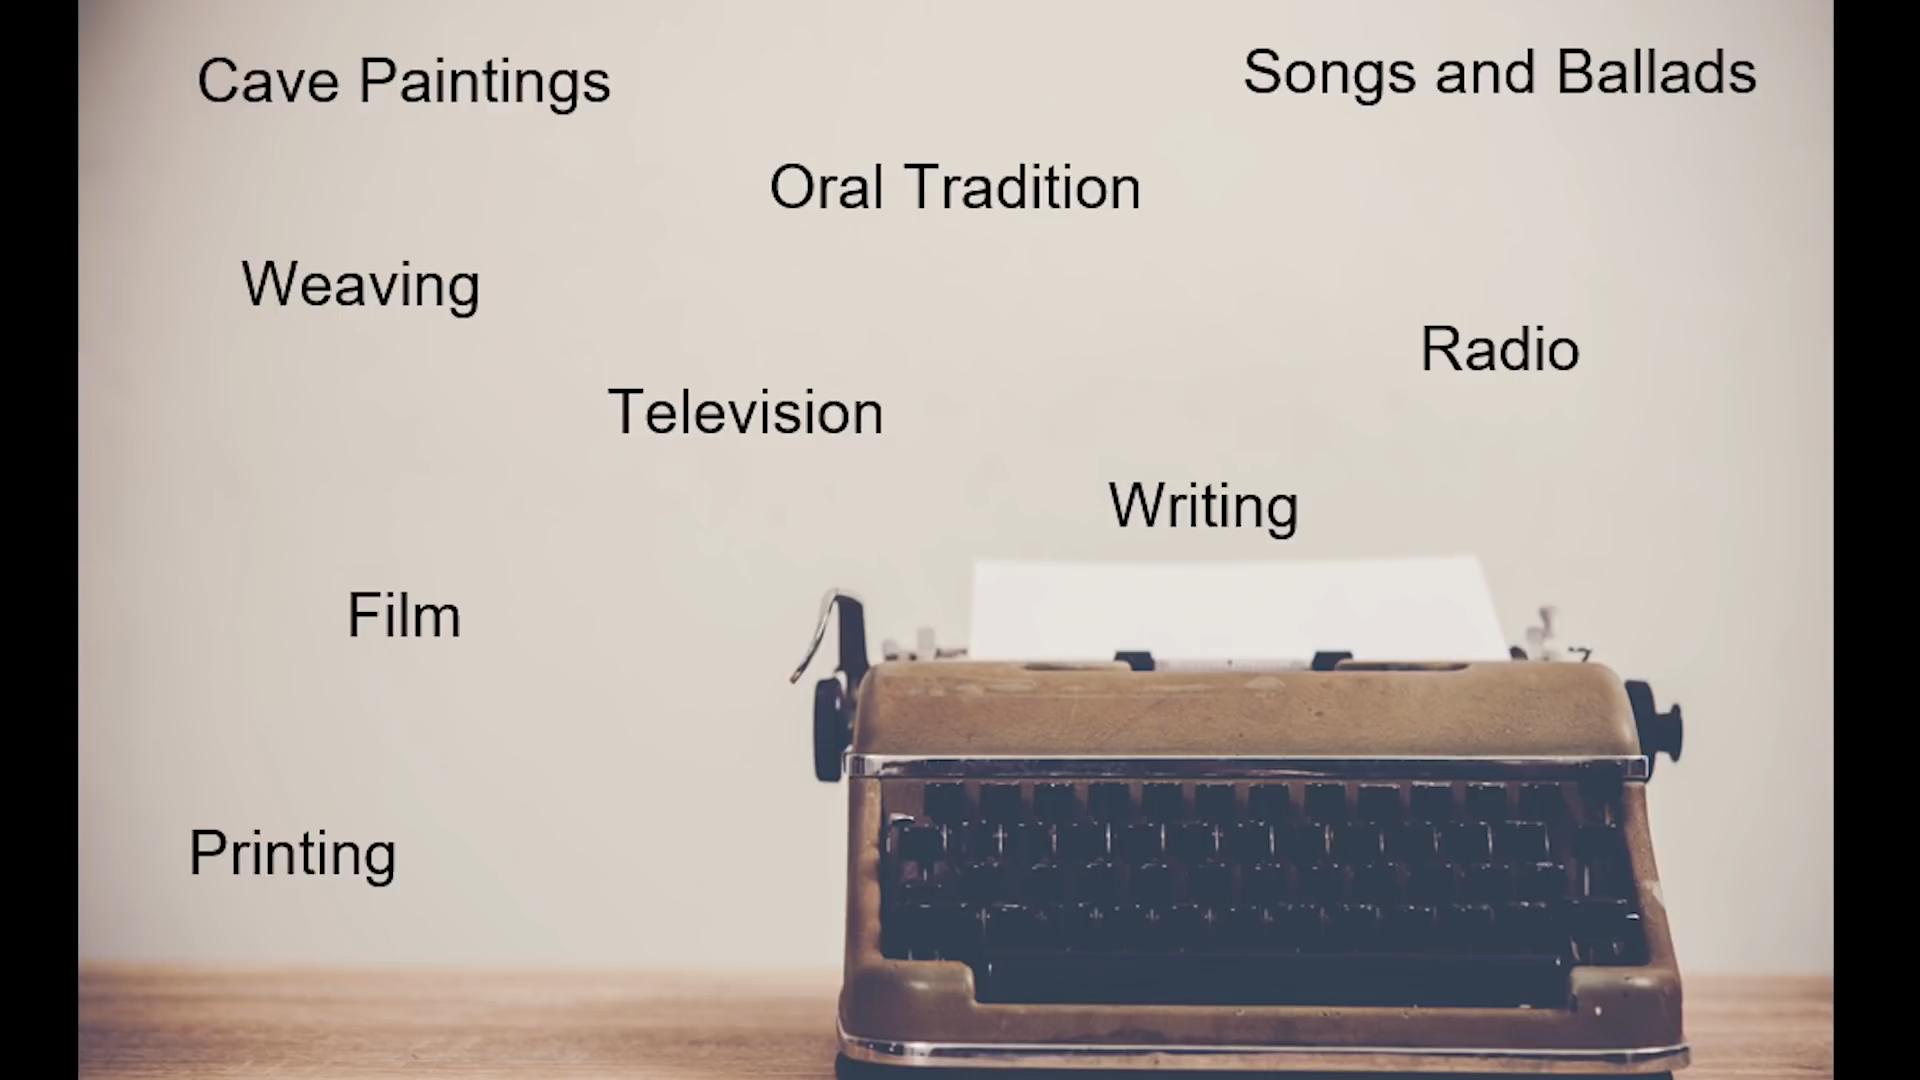 Cave Paintings
Songs and Ballads
Oral Tradition
Weaving
Radio
Television
Writing
Film
Printing